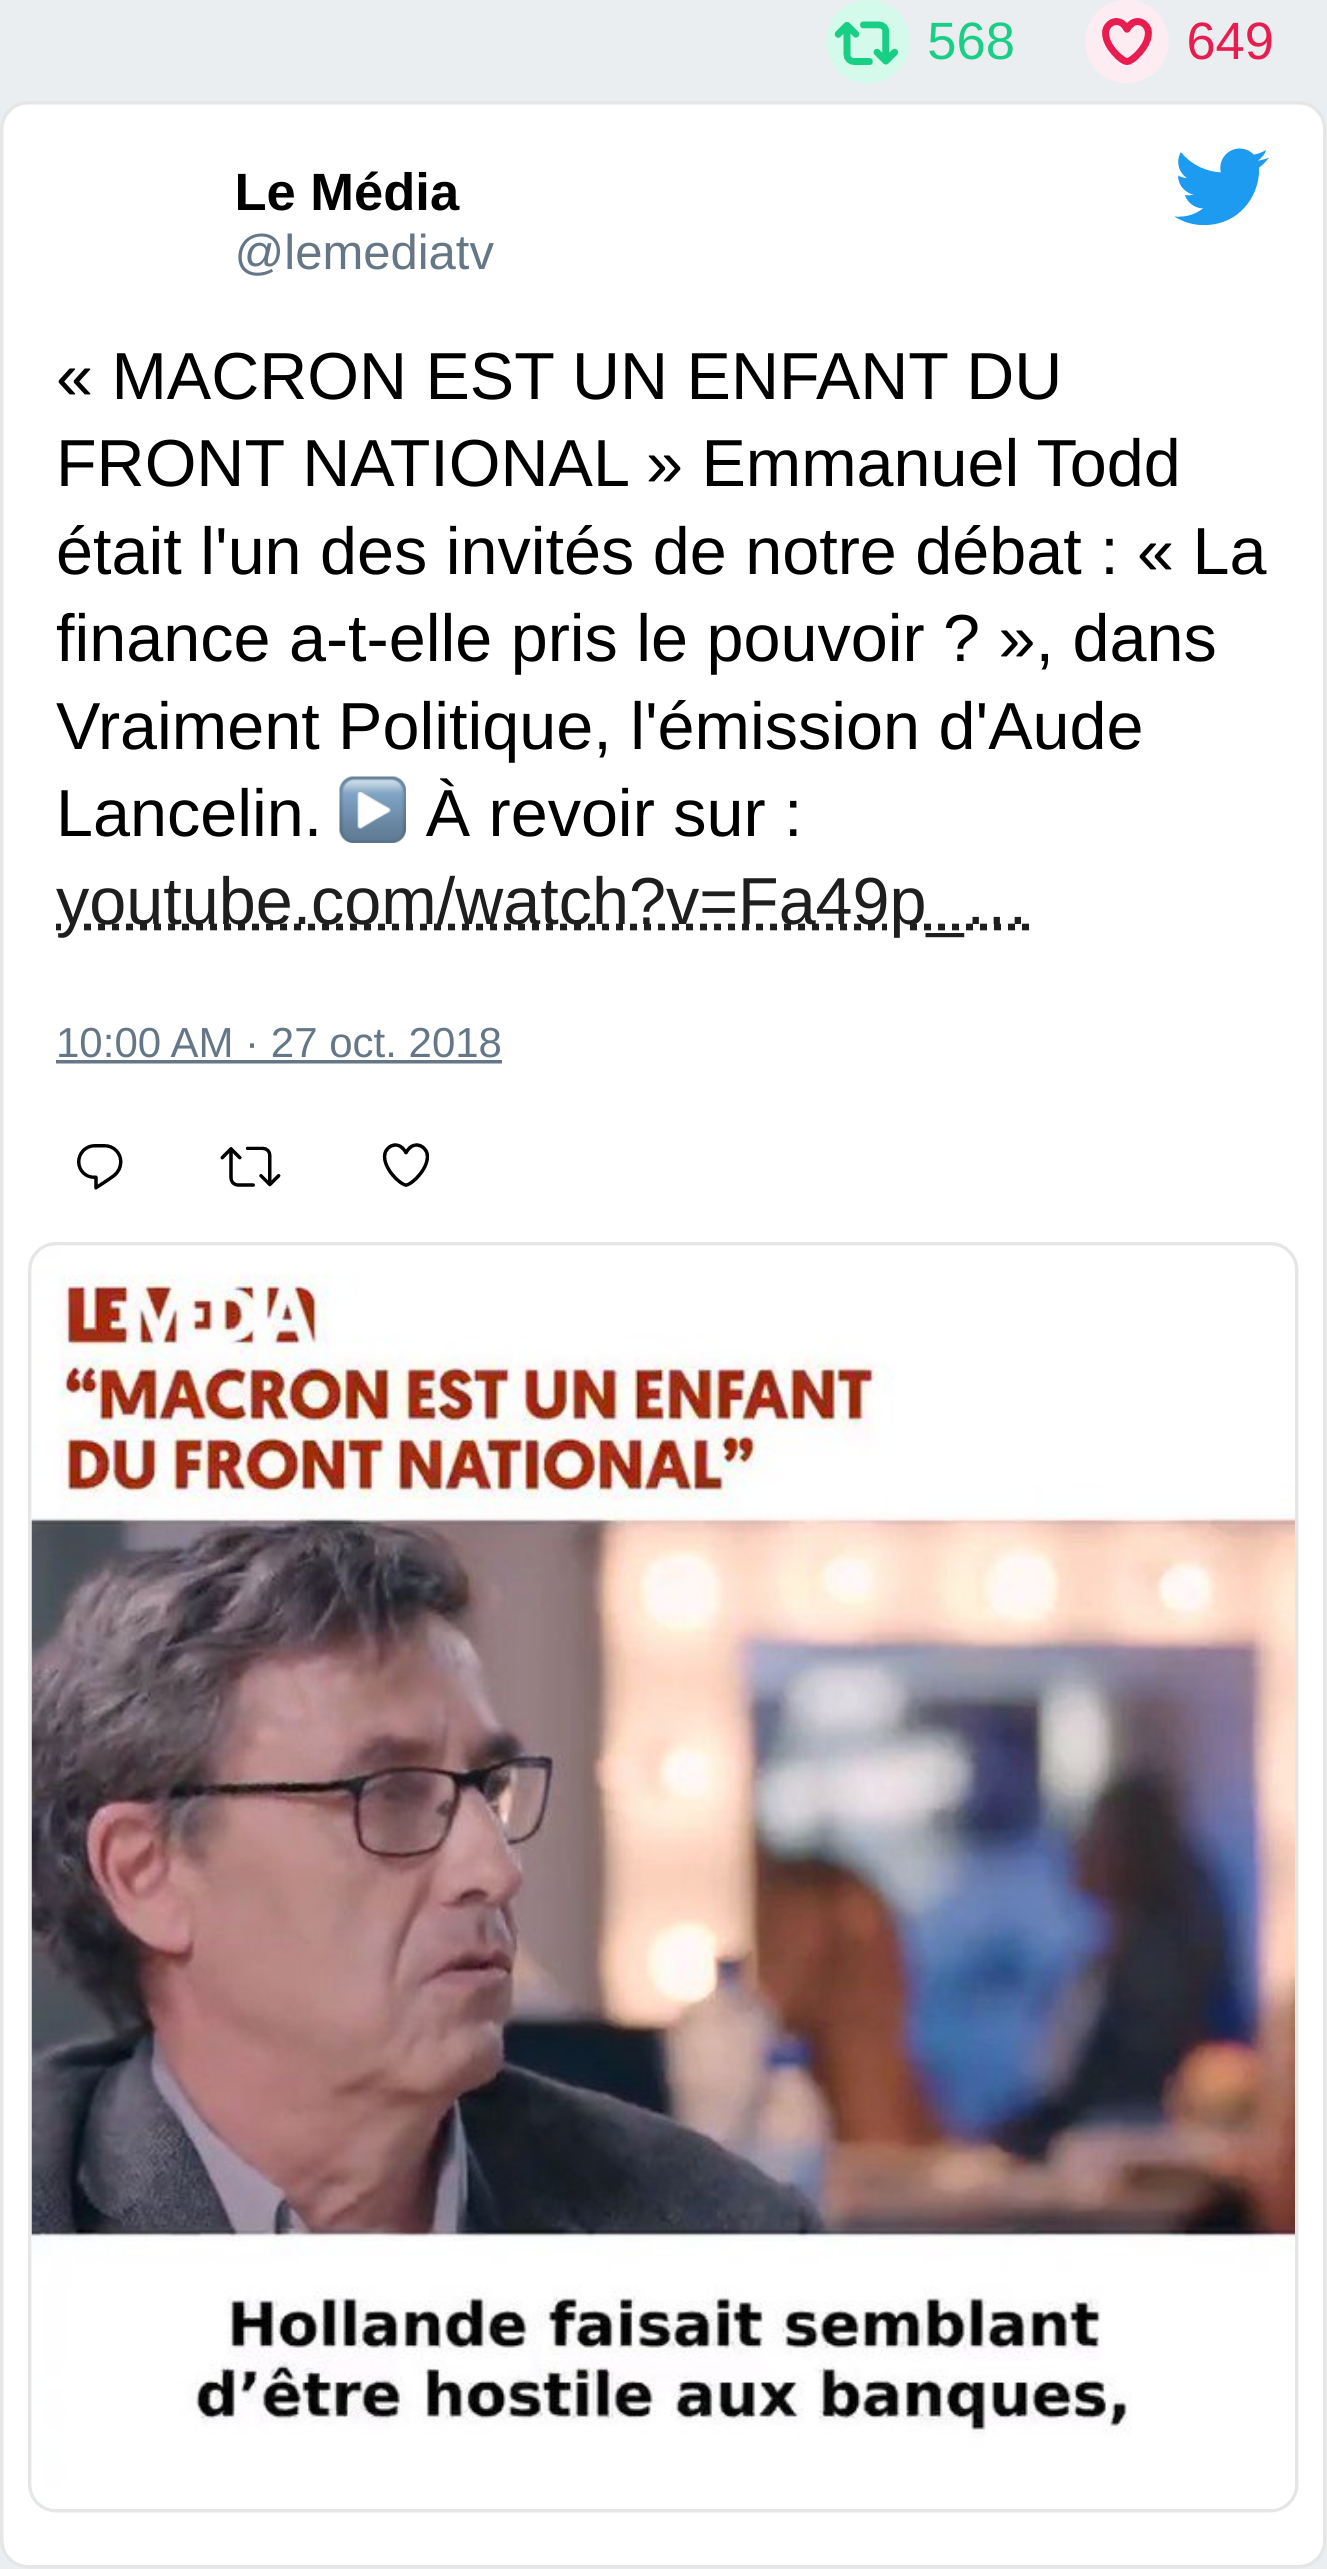 568 649
Le Média
@lemediatv
« MACRON EST UN ENFANT DU
FRONT NATIONAL » Emmanuel Todd
était l'un des invités de notre débat : « La
finance a-t-elle pris le pouvoir ? », dans
Vraiment Politique, l'émission d'Aude
Lancelin. ▶️ À revoir sur :
youtube.com/watch?v=Fa49p_…
10:00 AM · 27 oct. 2018
LE MEDIA
“MACRON EST UN ENFANT
DU FRONT NATIONAL”
Hollande faisait semblant
d’être hostile aux banques,